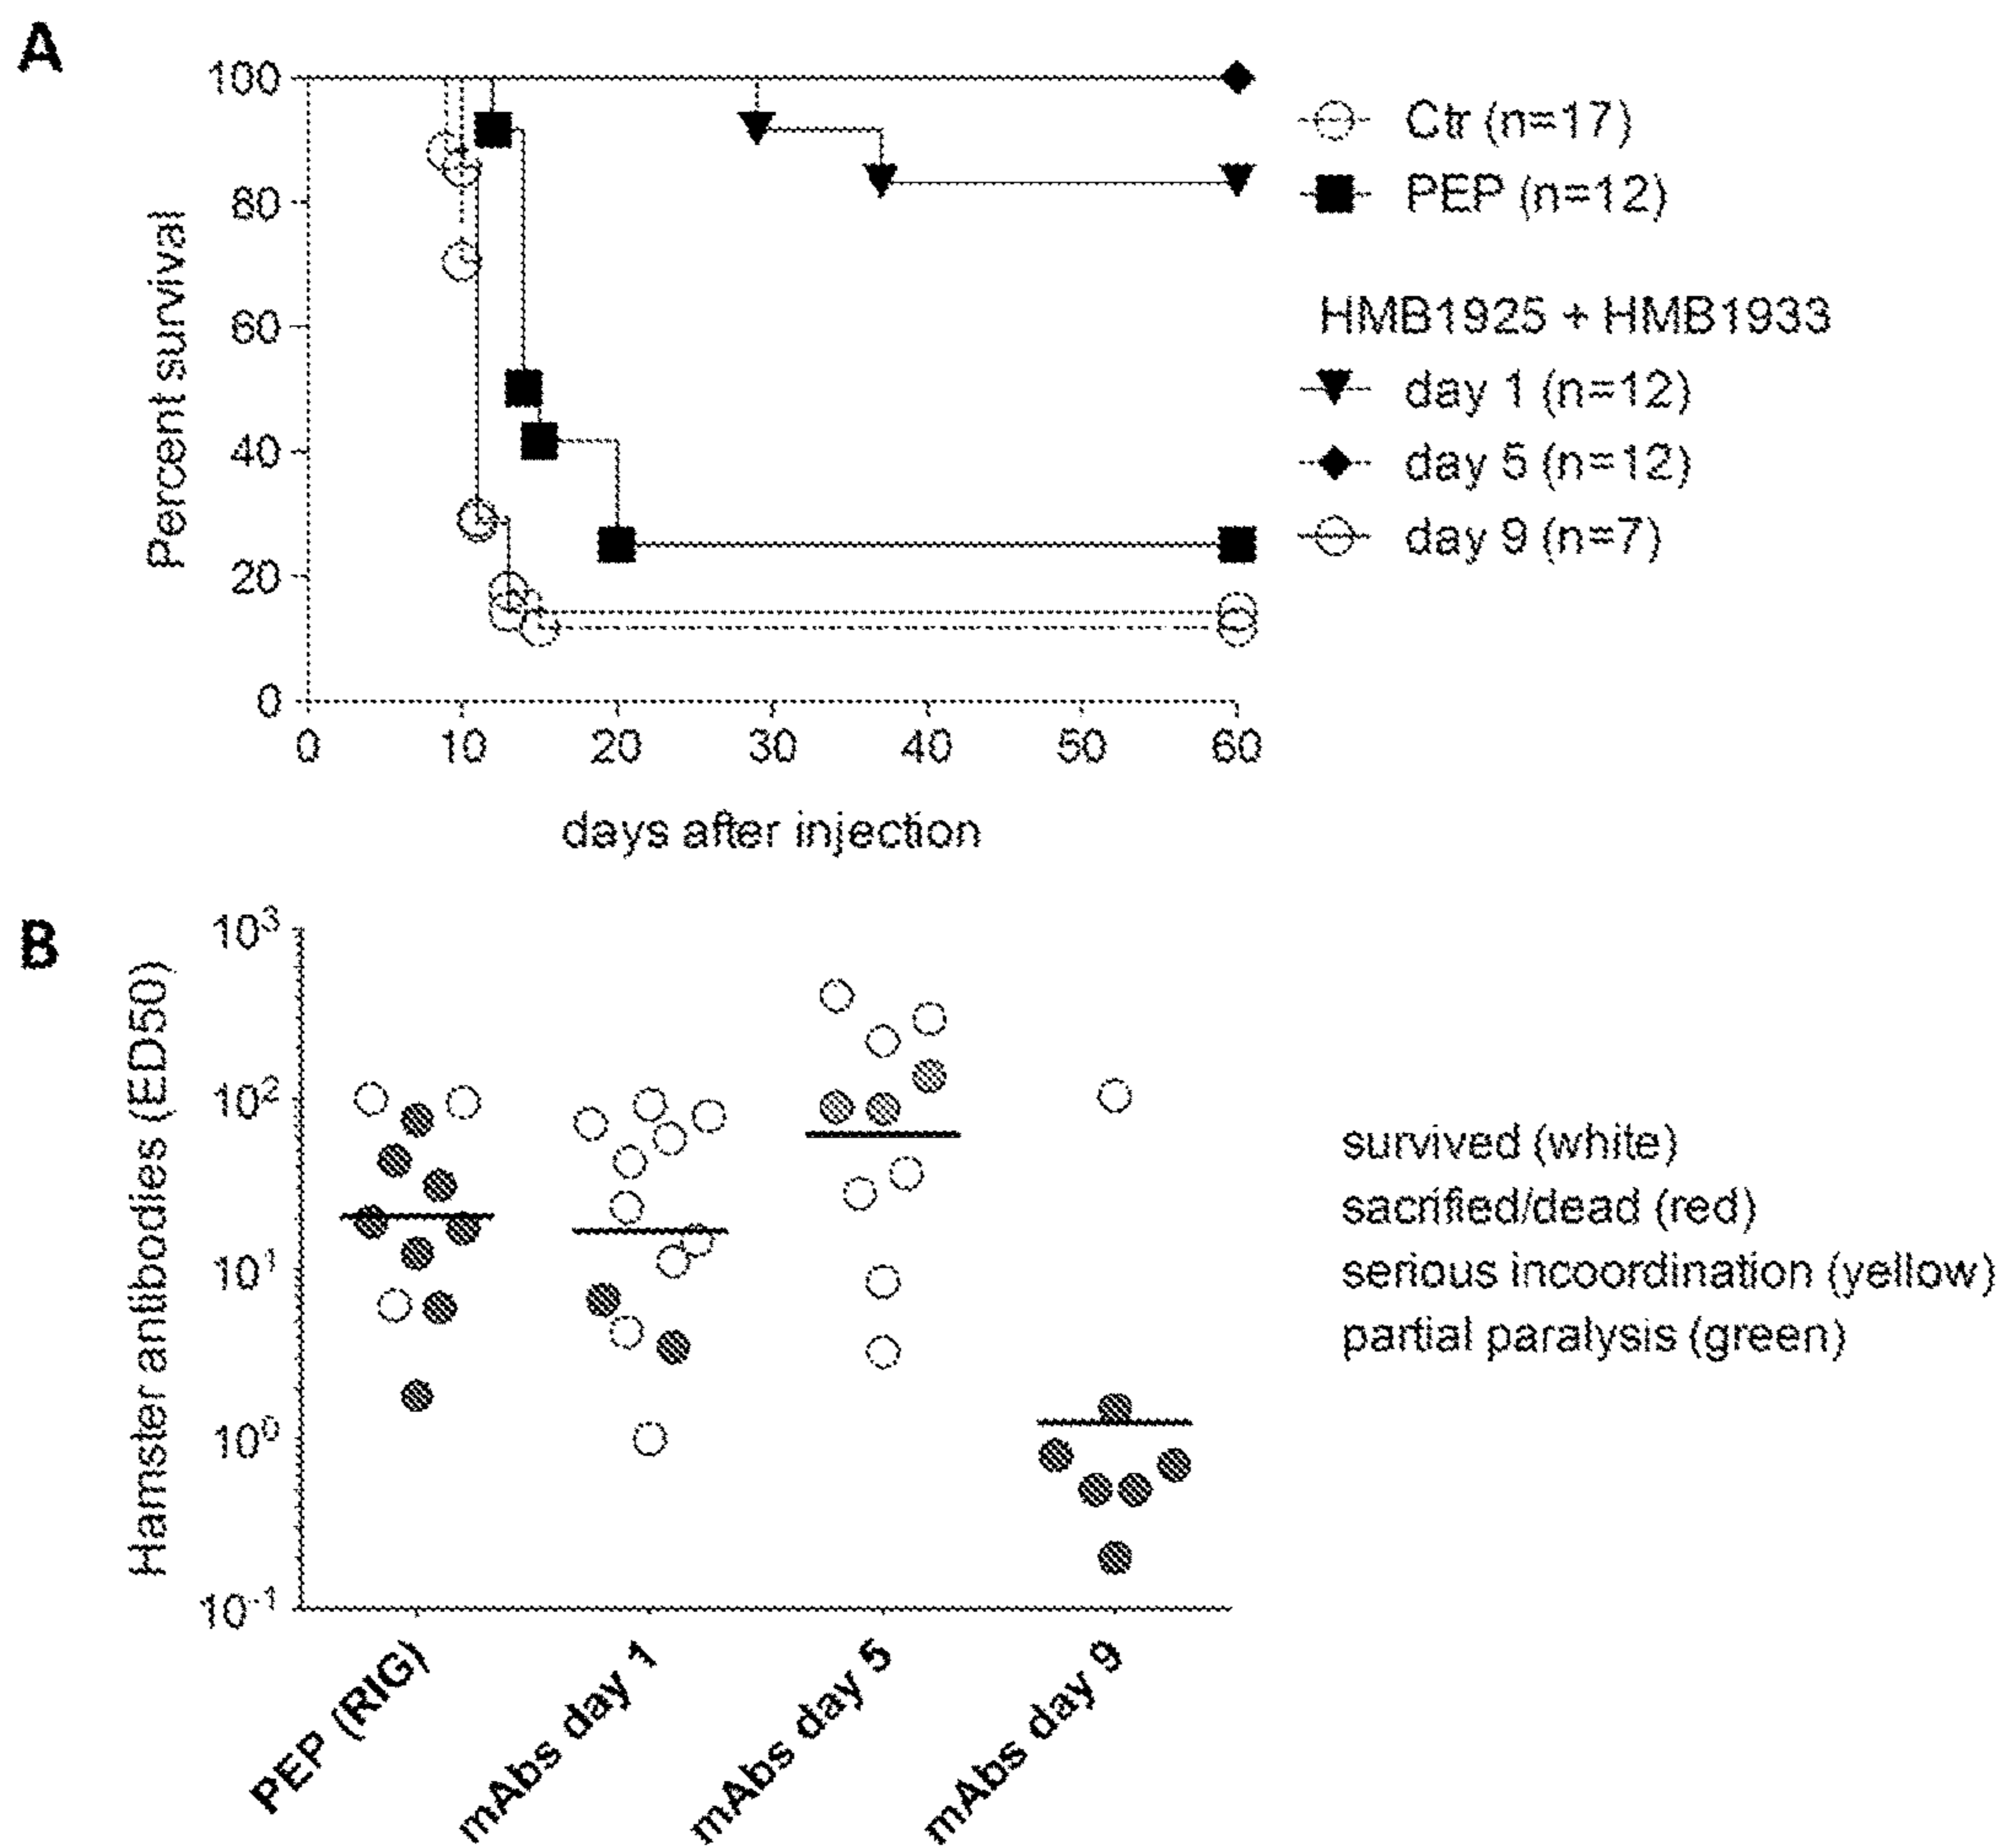 A
100
80
60
40
20
0
Percent survival
0 10 20 30 40 50 60
days after injection
Ctr (n=17)
PEP (n=12)
HMB1925 + HMB1933
day 1 (n=12)
day 5 (n=12)
day 9 (n=7)
B
10³
10²
10¹
10⁰
10⁻¹
Hamster antibodies (ED50)
PEP (RIG)
mAbs day 1
mAbs day 5
mAbs day 9
survived (white)
sacrified/dead (red)
serious incoordination (yellow)
partial paralysis (green)